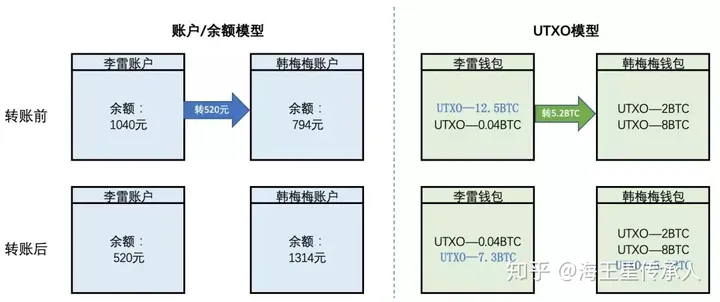 账户/余额模型
UTXO模型
李雷账户
韩梅梅账户
李雷钱包
韩梅梅钱包
转账前
余额：
1040元
转520元
余额：
794元
UTXO—12.5BTC
UTXO—0.04BTC
转5.2BTC
UTXO—2BTC
UTXO—8BTC
李雷账户
韩梅梅账户
李雷钱包
韩梅梅钱包
转账后
余额：
520元
余额：
1314元
UTXO—0.04BTC
UTXO—7.3BTC
UTXO—2BTC
UTXO—8BTC
知乎 @海王星传承人